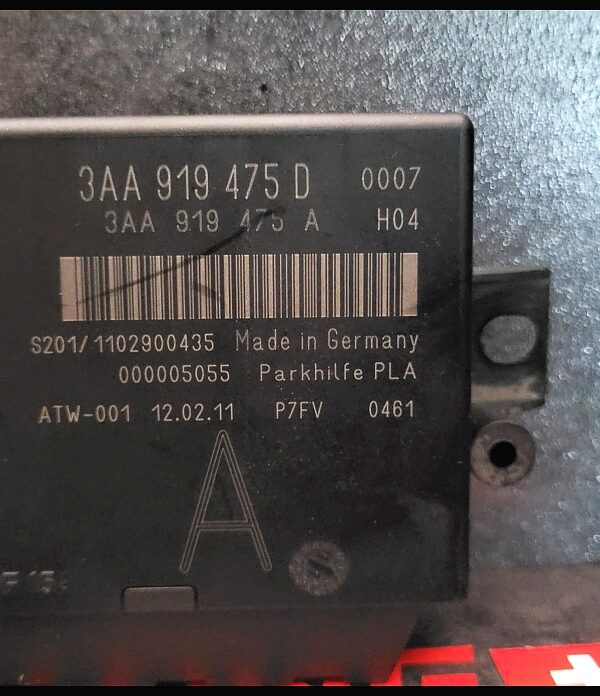 3AA 919 475 D 0007
3AA 919 475 A H04
S201/1102900435 Made in Germany
000005055 Parkhilfe PLA
ATW-001 12.02.11 P7FV 0461
A